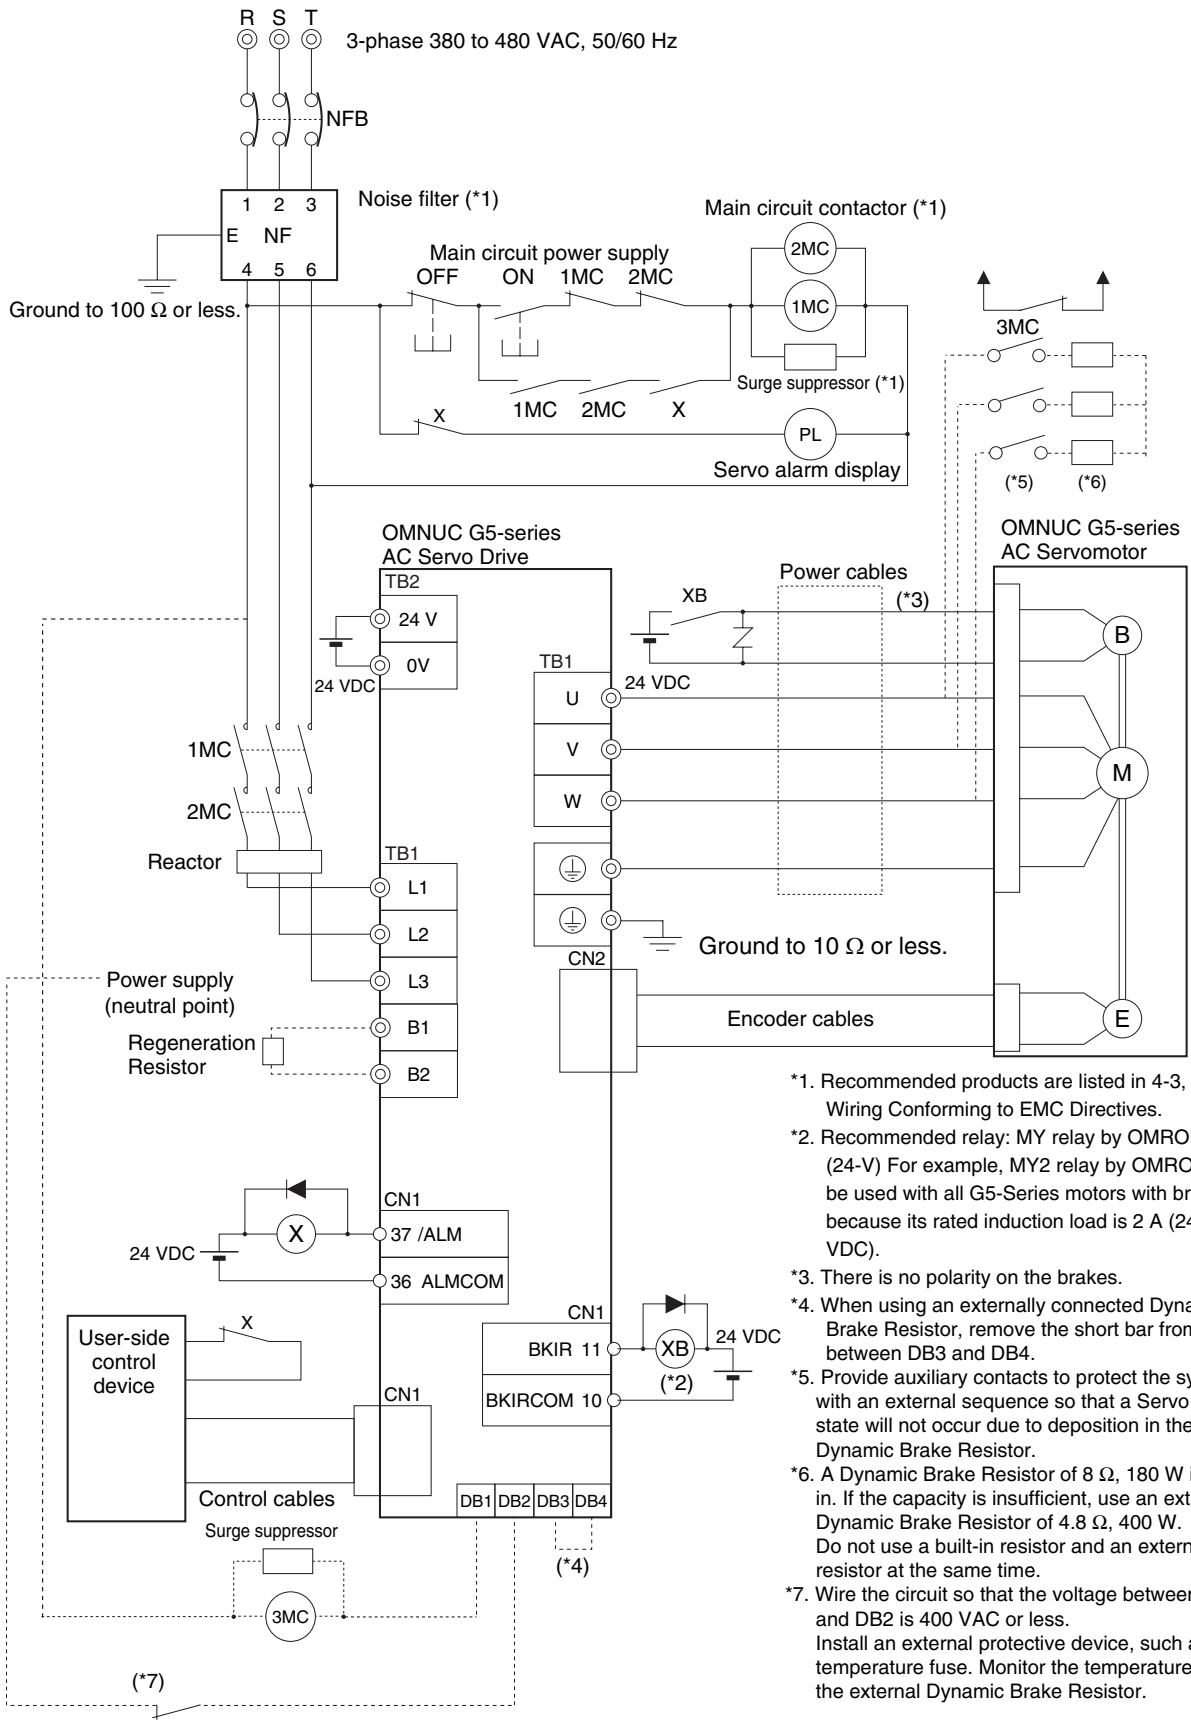 R S T
3-phase 380 to 480 VAC, 50/60 Hz
NFB
Noise filter (*1)
1 2 3
E NF
4 5 6
Ground to 100 Ω or less.
Main circuit contactor (*1)
Main circuit power supply
OFF ON 1MC 2MC
2MC
1MC
Surge suppressor (*1)
1MC 2MC X
X
PL
Servo alarm display
3MC
(*5) (*6)
OMNUC G5-series
AC Servo Drive
OMNUC G5-series
AC Servomotor
TB2
24 V
0V
24 VDC
XB
Power cables
(*3)
24 VDC
TB1
U
V
W
B
M
E
1MC
2MC
Reactor
TB1
L1
L2
L3
B1
B2
Ground to 10 Ω or less.
CN2
Encoder cables
Power supply
(neutral point)
Regeneration
Resistor
CN1
X
24 VDC
37 /ALM
36 ALMCOM
CN1
BKIR 11
BKIRCOM 10
XB
(*2)
24 VDC
User-side
control
device
X
CN1
Control cables
DB1 DB2 DB3 DB4
(*4)
Surge suppressor
3MC
(*7)
*1. Recommended products are listed in 4-3,
Wiring Conforming to EMC Directives.
*2. Recommended relay: MY relay by
(24-V) For example, MY2 relay by
be used with all G5-Series motors with
because its rated induction load is 2 A
VDC).
*3. There is no polarity on the brakes.
*4. When using an externally connected
Brake Resistor, remove the short bar
between DB3 and DB4.
*5. Provide auxiliary contacts to protect the
with an external sequence so that a Servo
state will not occur due to deposition in the
Dynamic Brake Resistor.
*6. A Dynamic Brake Resistor of 8 Ω, 180 W
in. If the capacity is insufficient, use an
Dynamic Brake Resistor of 4.8 Ω, 400 W.
Do not use a built-in resistor and an
resistor at the same time.
*7. Wire the circuit so that the voltage between
and DB2 is 400 VAC or less.
Install an external protective device, such
temperature fuse. Monitor the temperature
the external Dynamic Brake Resistor.